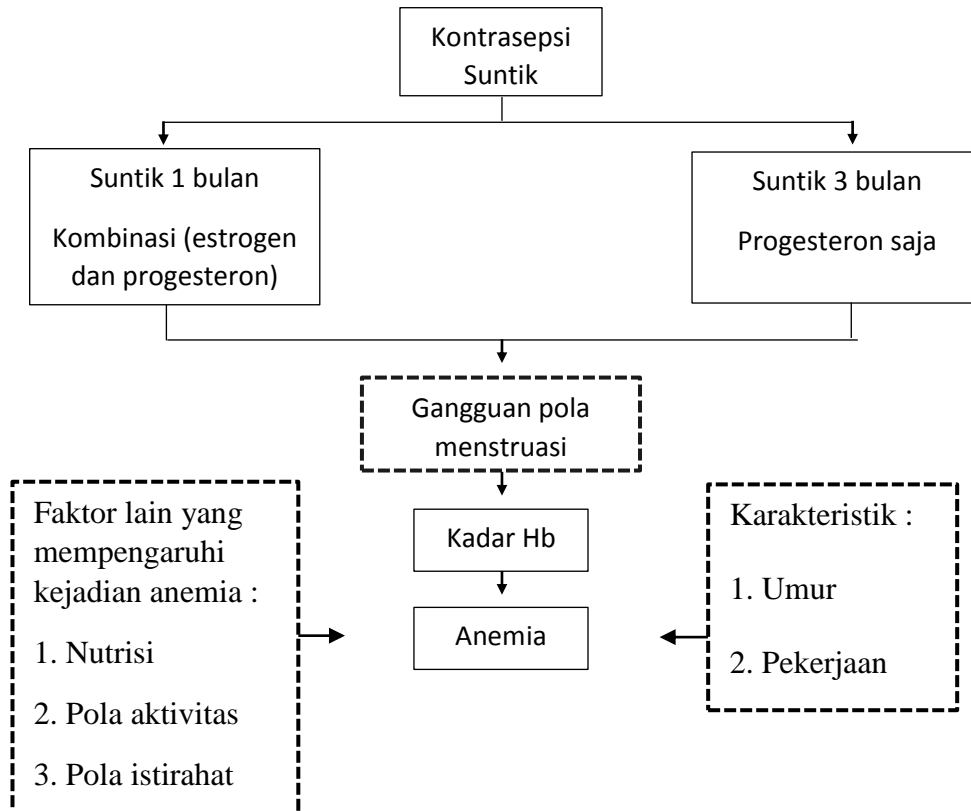 Kontrasepsi
Suntik
Suntik 1 bulan
Kombinasi (estrogen
dan progesteron)
Suntik 3 bulan
Progesteron saja
Gangguan pola
menstruasi
Faktor lain yang
mempengaruhi
kejadian anemia :
1. Nutrisi
2. Pola aktivitas
3. Pola istirahat
Kadar Hb
Anemia
Karakteristik :
1. Umur
2. Pekerjaan